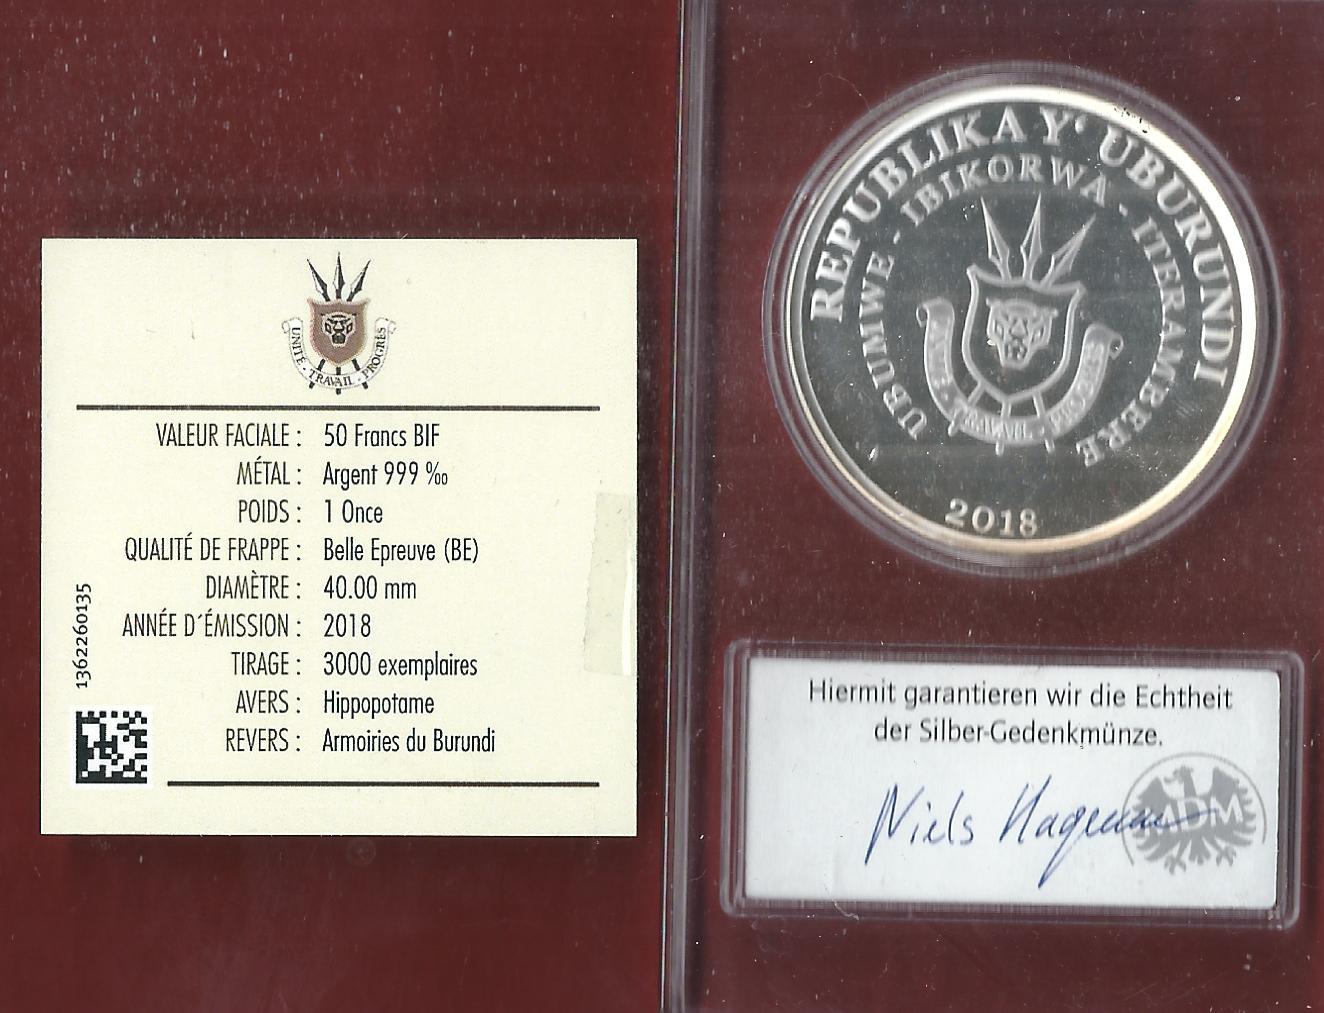 UNITÉ - TRAVAIL - PROGRÈS
VALEUR FACIALE : 50 Francs BIF
MÉTAL : Argent 999 ‰
POIDS : 1 Once
QUALITÉ DE FRAPPE : Belle Epreuve (BE)
DIAMÈTRE : 40.00 mm
ANNÉE D´ÉMISSION : 2018
TIRAGE : 3000 exemplaires
AVERS : Hippopotame
REVERS : Armoiries du Burundi
1362260135
REPUBLIKA Y' UBURUNDI
UBUMWE - IBIKORWA - ITERAMBERE
UNITÉ - TRAVAIL - PROGRÈS
2018
Hiermit garantieren wir die Echtheit
der Silber-Gedenkmünze.
Niels
MDM